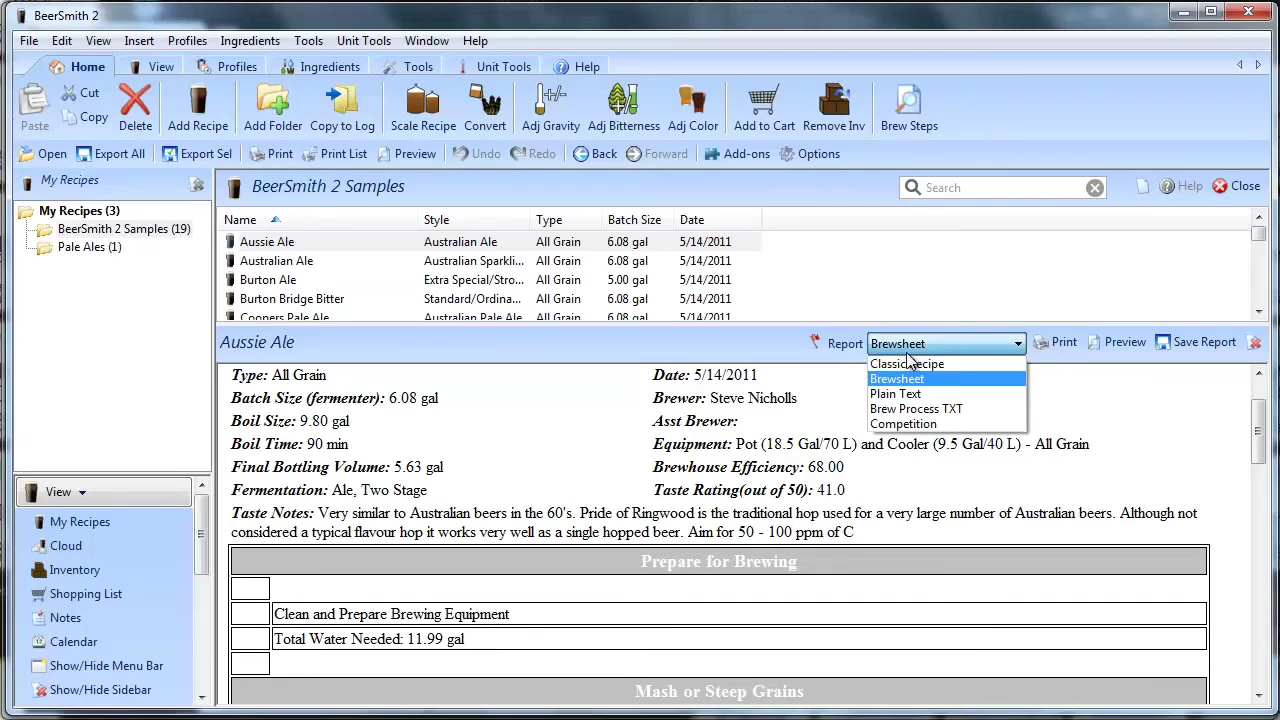 BeerSmith 2
File Edit View Insert Profiles Ingredients Tools Unit Tools Window Help
Home View Profiles Ingredients Tools Unit Tools Help
Paste Cut Copy Delete Add Recipe Add Folder Copy to Log Scale Recipe Convert Adj Gravity Adj Bitterness Adj Color Add to Cart Remove Inv Brew Steps
Open Export All Export Sel Print Print List Preview Undo Redo Back Forward Add-ons Options
My Recipes
My Recipes (3)
BeerSmith 2 Samples (19)
Pale Ales (1)
View
My Recipes
Cloud
Inventory
Shopping List
Notes
Calendar
Show/Hide Menu Bar
Show/Hide Sidebar
BeerSmith 2 Samples Search Help Close
Name Style Type Batch Size Date
Aussie Ale Australian Ale All Grain 6.08 gal 5/14/2011
Australian Ale Australian Sparkli... All Grain 6.08 gal 5/14/2011
Burton Ale Extra Special/Stro... All Grain 5.00 gal 5/14/2011
Burton Bridge Bitter Standard/Ordina... All Grain 6.08 gal 5/14/2011
Coopers Pale Ale Australian Pale Ale All Grain 6.08 gal 5/14/2011
Aussie Ale Report Brewsheet Print Preview Save Report
Classic Recipe
Brewsheet
Plain Text
Brew Process TXT
Competition
Type: All Grain Date: 5/14/2011
Batch Size (fermenter): 6.08 gal Brewer: Steve Nicholls
Boil Size: 9.80 gal Asst Brewer:
Boil Time: 90 min Equipment: Pot (18.5 Gal/70 L) and Cooler (9.5 Gal/40 L) - All Grain
Final Bottling Volume: 5.63 gal Brewhouse Efficiency: 68.00
Fermentation: Ale, Two Stage Taste Rating(out of 50): 41.0
Taste Notes: Very similar to Australian beers in the 60's. Pride of Ringwood is the traditional hop used for a very large number of Australian beers. Although not
considered a typical flavour hop it works very well as a single hopped beer. Aim for 50 - 100 ppm of C
Prepare for Brewing
Clean and Prepare Brewing Equipment
Total Water Needed: 11.99 gal
Mash or Steep Grains